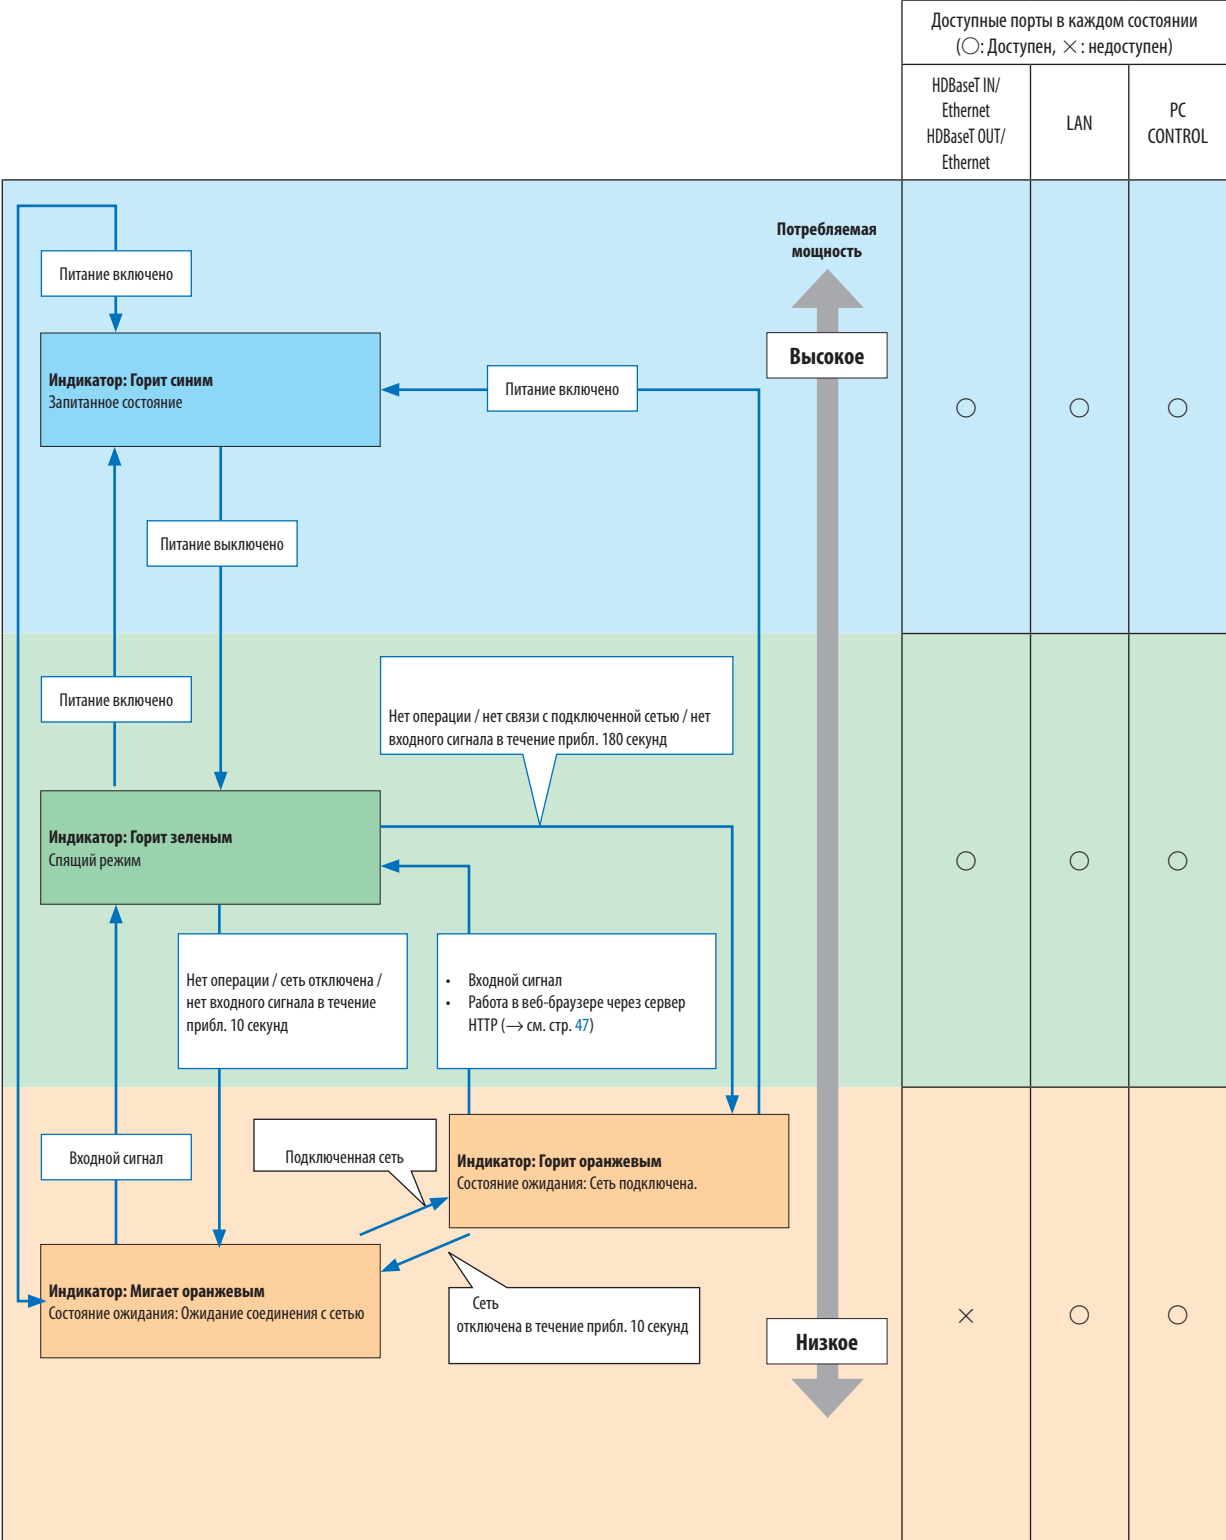 Доступные порты в каждом состоянии
(○: Доступен, ×: недоступен)
HDBaseT IN/
Ethernet
HDBaseT OUT/
Ethernet
LAN
PC
CONTROL
Потребляемая
мощность
Питание включено
Высокое
Индикатор: Горит синим
Запитанное состояние
Питание включено
○ ○ ○
Питание выключено
Питание включено
Нет операции / нет связи с подключенной сетью / нет
входного сигнала в течение прибл. 180 секунд
Индикатор: Горит зеленым
Спящий режим
○ ○ ○
Нет операции / сеть отключена /
нет входного сигнала в течение
прибл. 10 секунд
• Входной сигнал
• Работа в веб-браузере через сервер
HTTP (→ см. стр. 47)
Входной сигнал
Подключенная сеть
Индикатор: Горит оранжевым
Состояние ожидания: Сеть подключена.
Индикатор: Мигает оранжевым
Состояние ожидания: Ожидание соединения с сетью
Сеть
отключена в течение прибл. 10 секунд
Низкое
× ○ ○